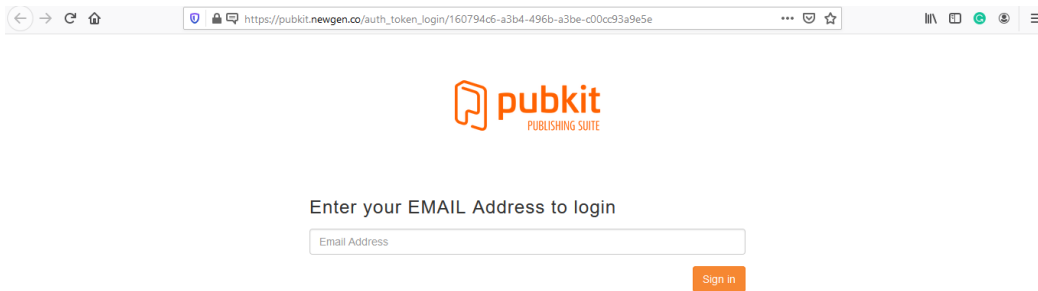 https://pubkit.newgen.co/auth_token_login/160794c6-a3b4-496b-a3be-c00cc93a9e5e
pubkit
PUBLISHING SUITE
Enter your EMAIL Address to login
Email Address
Sign in